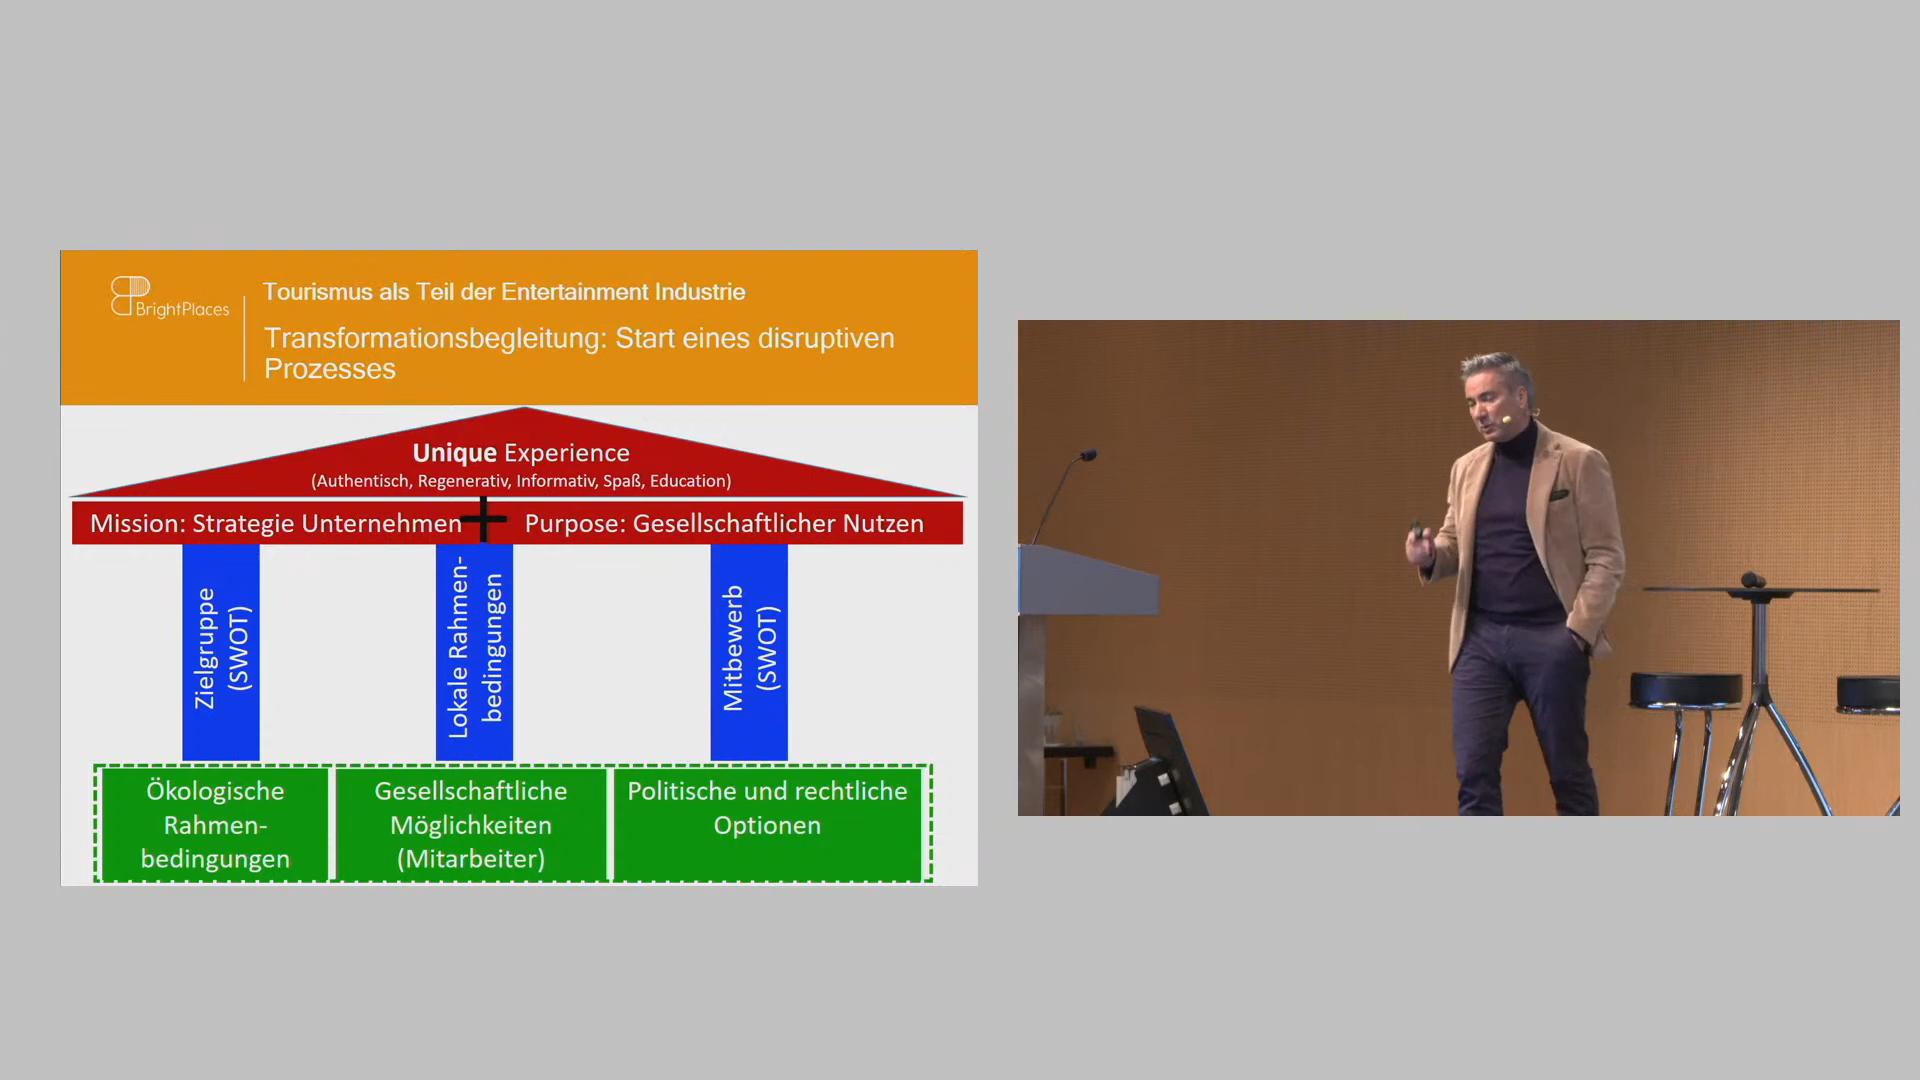 BrightPlaces
Tourismus als Teil der Entertainment Industrie
Transformationsbegleitung: Start eines disruptiven
Prozesses
Unique Experience
(Authentisch, Regenerativ, Informativ, Spaß, Education)
Mission: Strategie Unternehmen
Purpose: Gesellschaftlicher Nutzen
Zielgruppe
(SWOT)
Lokale Rahmen-
bedingungen
Mitbewerb
(SWOT)
Ökologische
Rahmen-
bedingungen
Gesellschaftliche
Möglichkeiten
(Mitarbeiter)
Politische und rechtliche
Optionen